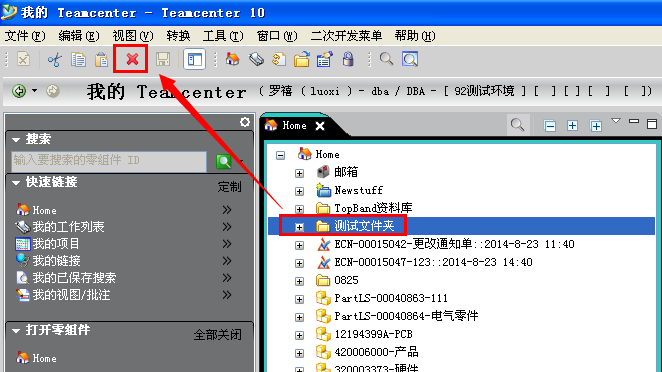 我的 Teamcenter - Teamcenter 10
文件(F) 编辑(E) 视图(V) 转换 工具(T) 窗口(W) 二次开发菜单 帮助(H)
我的 Teamcenter ( 罗禧 ( luoxi ) - dba / DBA - [ 92测试环境 ] [ ] [ ] [ ] [ ])
搜索
输入要搜索的零组件 ID
快速链接 定制
Home
我的工作列表
我的项目
我的链接
我的已保存搜索
我的视图/批注
打开零组件 全部关闭
Home
Home
Home
邮箱
Newstuff
TopBand资料库
测试文件夹
ECN-00015042-更改通知单::2014-8-23 11:40
ECN-00015047-123::2014-8-23 14:40
0825
PartLS-00040863-111
PartLS-00040864-电气零件
12194399A-PCB
420006000-产品
320003373-硬件